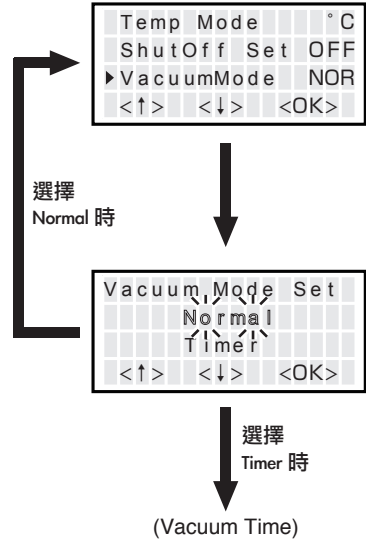 Temp Mode °C
ShutOff Set OFF
▶VacuumMode NOR
<↑> <↓> <OK>
選擇
Normal 時
Vacuum Mode Set
Normal
Timer
<↑> <↓> <OK>
選擇
Timer 時
(Vacuum Time)